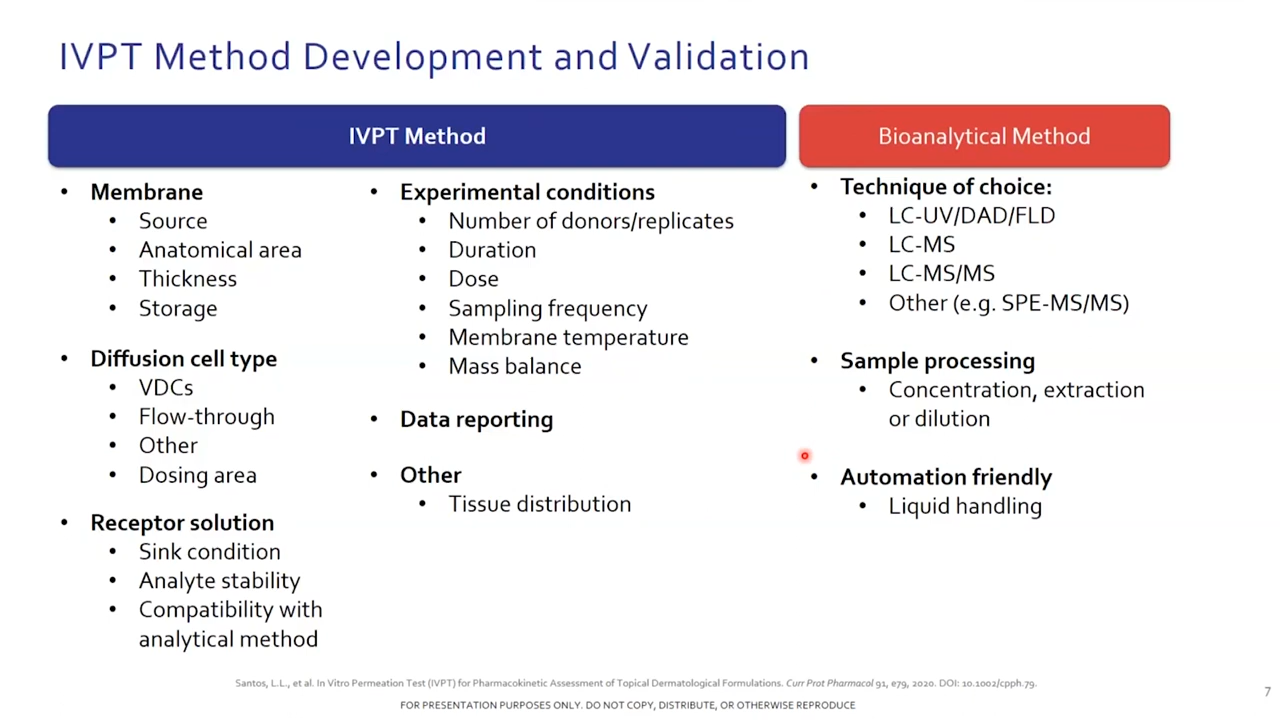 IVPT Method Development and Validation
IVPT Method
• Membrane
• Source
• Anatomical area
• Thickness
• Storage
• Diffusion cell type
• VDCs
• Flow-through
• Other
• Dosing area
• Receptor solution
• Sink condition
• Analyte stability
• Compatibility with
analytical method
• Experimental conditions
• Number of donors/replicates
• Duration
• Dose
• Sampling frequency
• Membrane temperature
• Mass balance
• Data reporting
• Other
• Tissue distribution
Bioanalytical Method
• Technique of choice:
• LC-UV/DAD/FLD
• LC-MS
• LC-MS/MS
• Other (e.g. SPE-MS/MS)
• Sample processing
• Concentration, extraction
or dilution
• Automation friendly
• Liquid handling
Santos, L.L., et al. In Vitro Permeation Test (IVPT) for Pharmacokinetic Assessment of Topical Dermatological Formulations. Curr Prot Pharmacol 91, e79, 2020. DOI: 10.1002/cpph.79.
FOR PRESENTATION PURPOSES ONLY. DO NOT COPY, DISTRIBUTE, OR OTHERWISE REPRODUCE
7